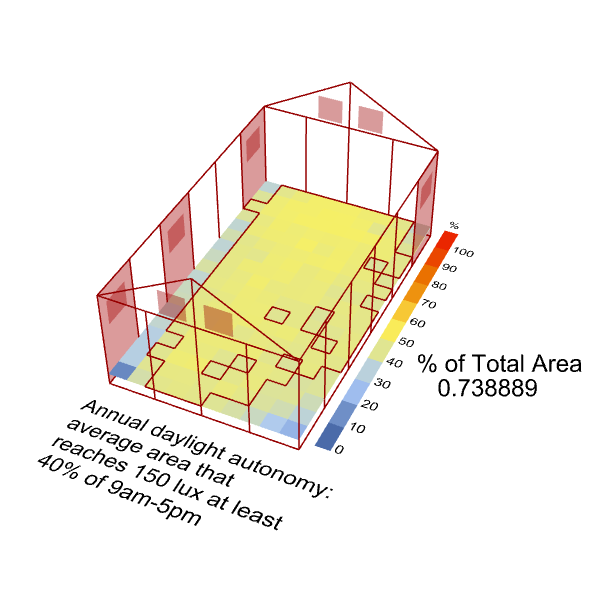 %
100
90
80
70
60
50
40
30
20
10
0
% of Total Area
0.738889
Annual daylight autonomy:
average area that
reaches 150 lux at least
40% of 9am-5pm